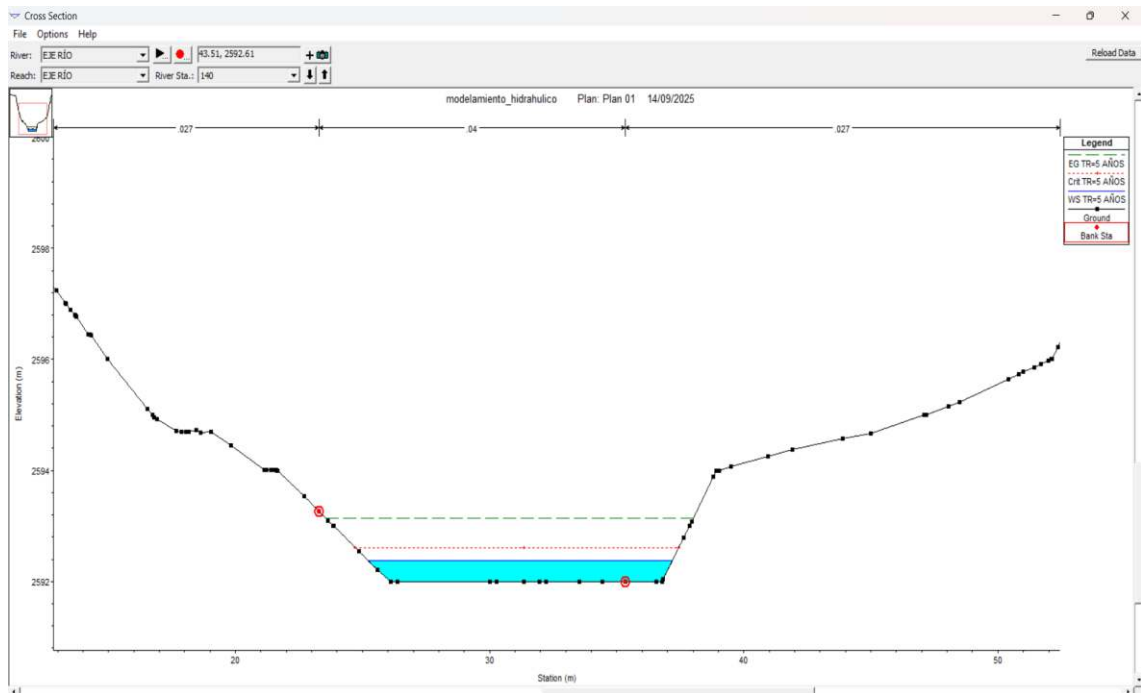 Cross Section
File Options Help
River: EJE RÍO 43.51, 2592.61 Reload Data
Reach: EJE RÍO River Sta.: 140
modelamiento_hidrahulico Plan: Plan 01 14/09/2025
.027 .04 .027
Legend
EG TR=5 AÑOS
Crit TR=5 AÑOS
WS TR=5 AÑOS
Ground
Bank Sta
2600
2598
2596
2594
2592
Elevation (m)
20 30 40 50
Station (m)